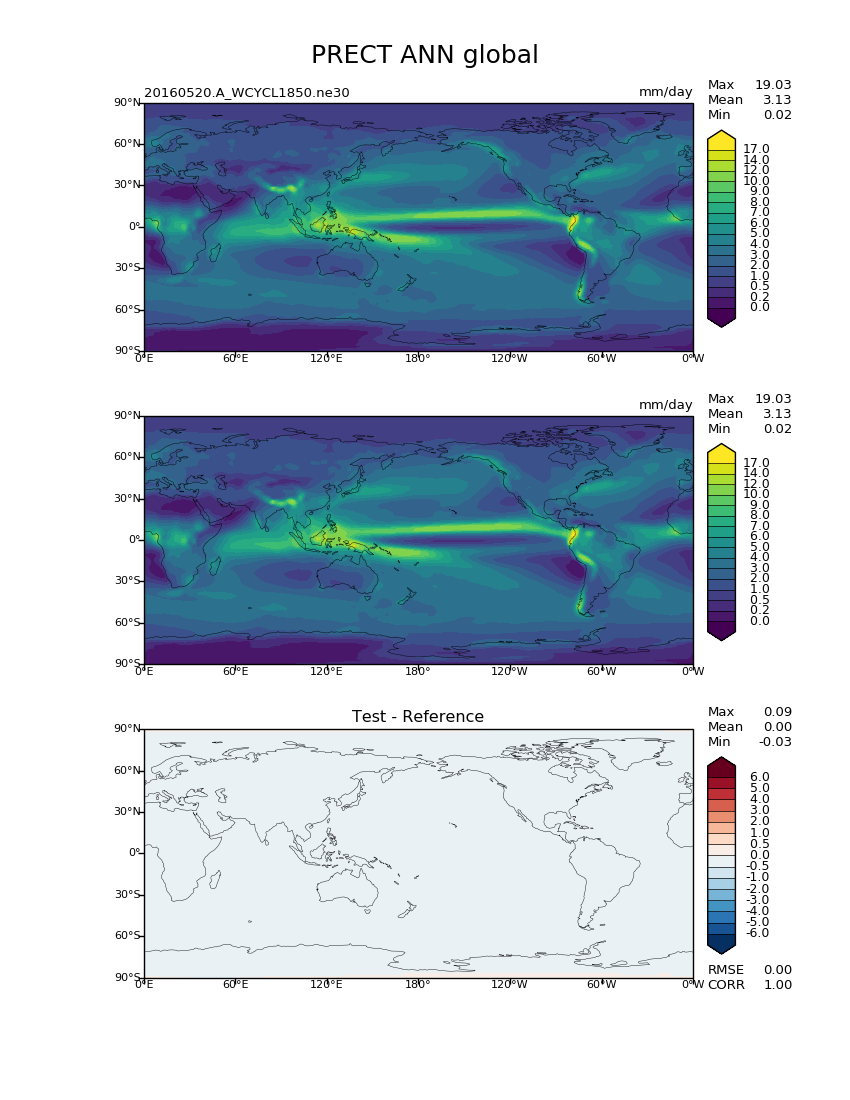 PRECT ANN global
20160520.A_WCYCL1850.ne30
mm/day
Max 19.03
Mean 3.13
Min 0.02
90°N
60°N
30°N
0°
30°S
60°S
90°S
0°E 60°E 120°E 180° 120°W 60°W 0°W
17.0
14.0
12.0
10.0
9.0
8.0
7.0
6.0
5.0
4.0
3.0
2.0
1.0
0.5
0.2
0.0
mm/day
Max 19.03
Mean 3.13
Min 0.02
90°N
60°N
30°N
0°
30°S
60°S
90°S
0°E 60°E 120°E 180° 120°W 60°W 0°W
17.0
14.0
12.0
10.0
9.0
8.0
7.0
6.0
5.0
4.0
3.0
2.0
1.0
0.5
0.2
0.0
Test - Reference
Max 0.09
Mean 0.00
Min -0.03
90°N
60°N
30°N
0°
30°S
60°S
90°S
0°E 60°E 120°E 180° 120°W 60°W 0°W
6.0
5.0
4.0
3.0
2.0
1.0
0.5
0.0
-0.5
-1.0
-2.0
-3.0
-4.0
-5.0
-6.0
RMSE 0.00
CORR 1.00